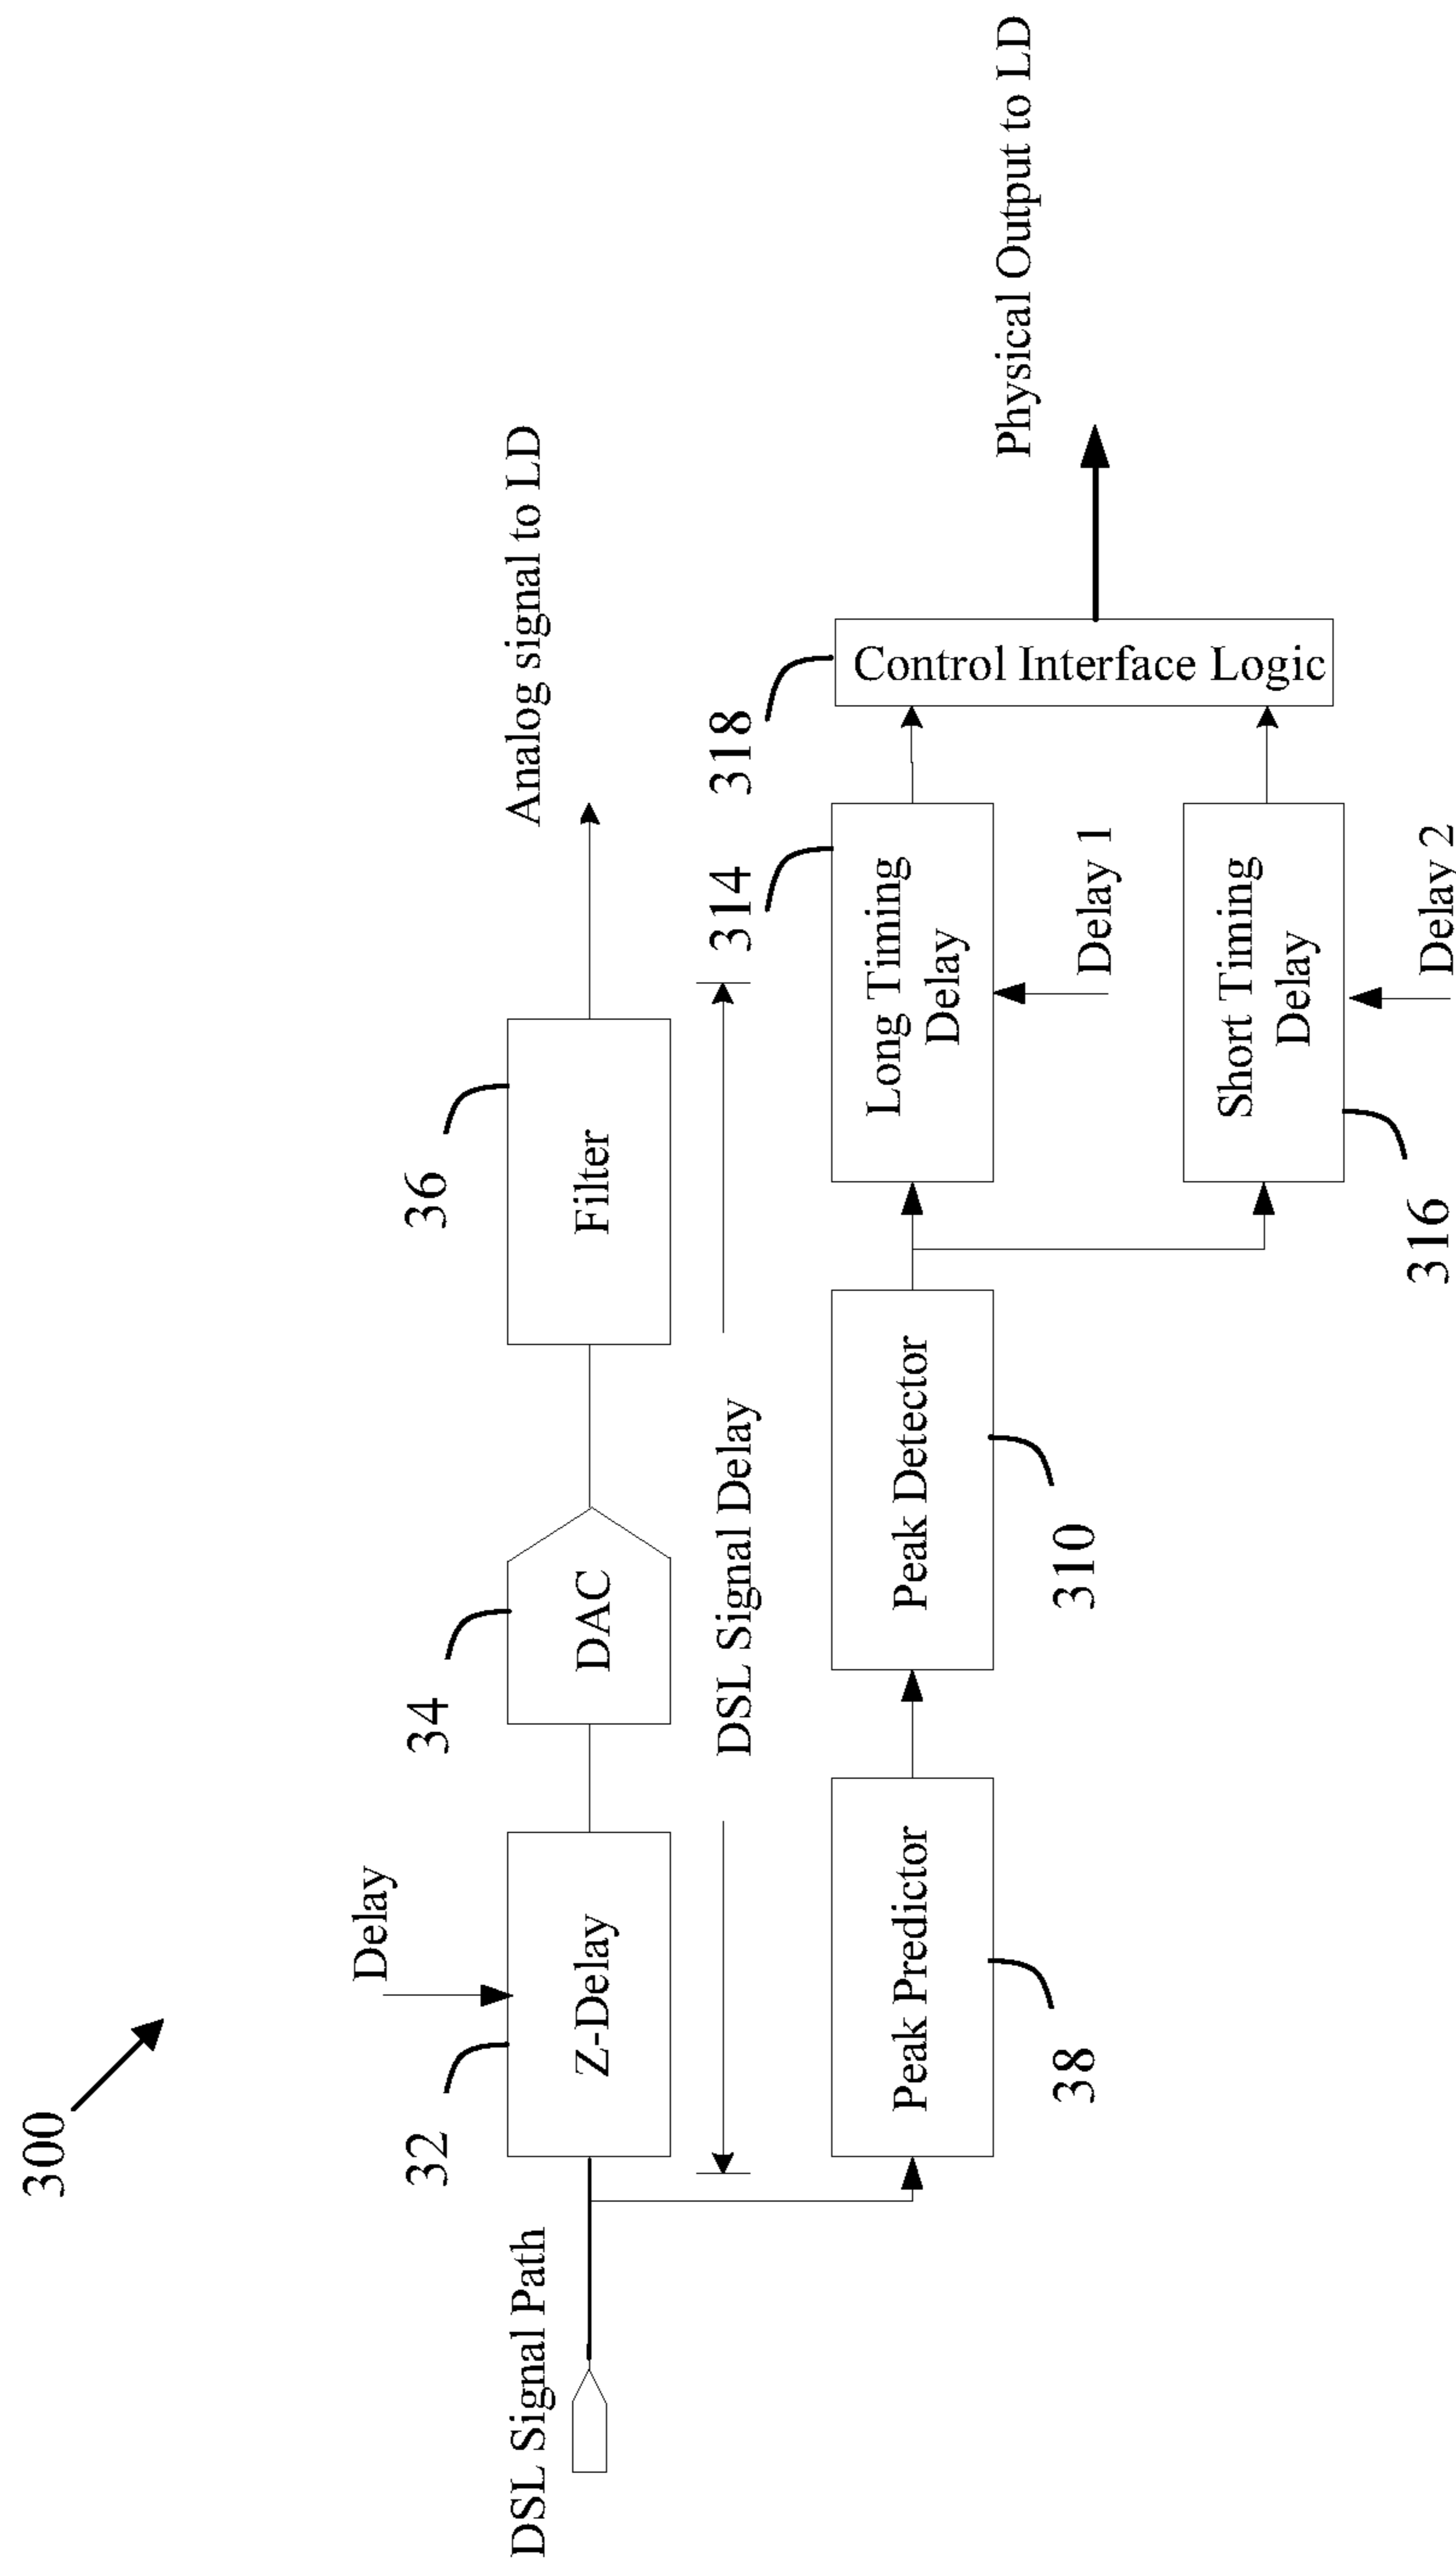 300
Delay
32
34
36
DSL Signal Path
Z-Delay
DAC
Filter
Analog signal to LD
DSL Signal Delay
314
318
Peak Predictor
Peak Detector
Long Timing
Delay
Control Interface Logic
Physical Output to LD
38
310
Delay 1
Short Timing
Delay
316
Delay 2